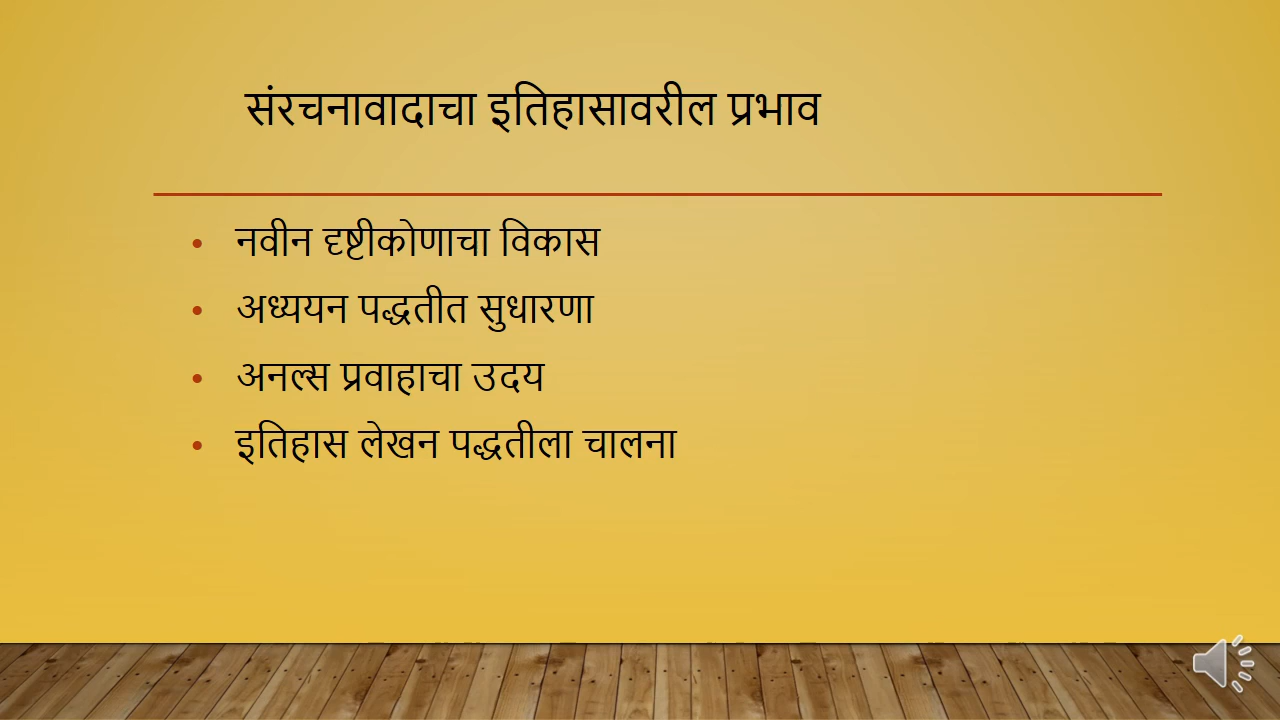 संरचनावादाचा इतिहासावरील प्रभाव
• नवीन दृष्टीकोणाचा विकास
• अध्ययन पद्धतीत सुधारणा
• अनल्स प्रवाहाचा उदय
• इतिहास लेखन पद्धतीला चालना